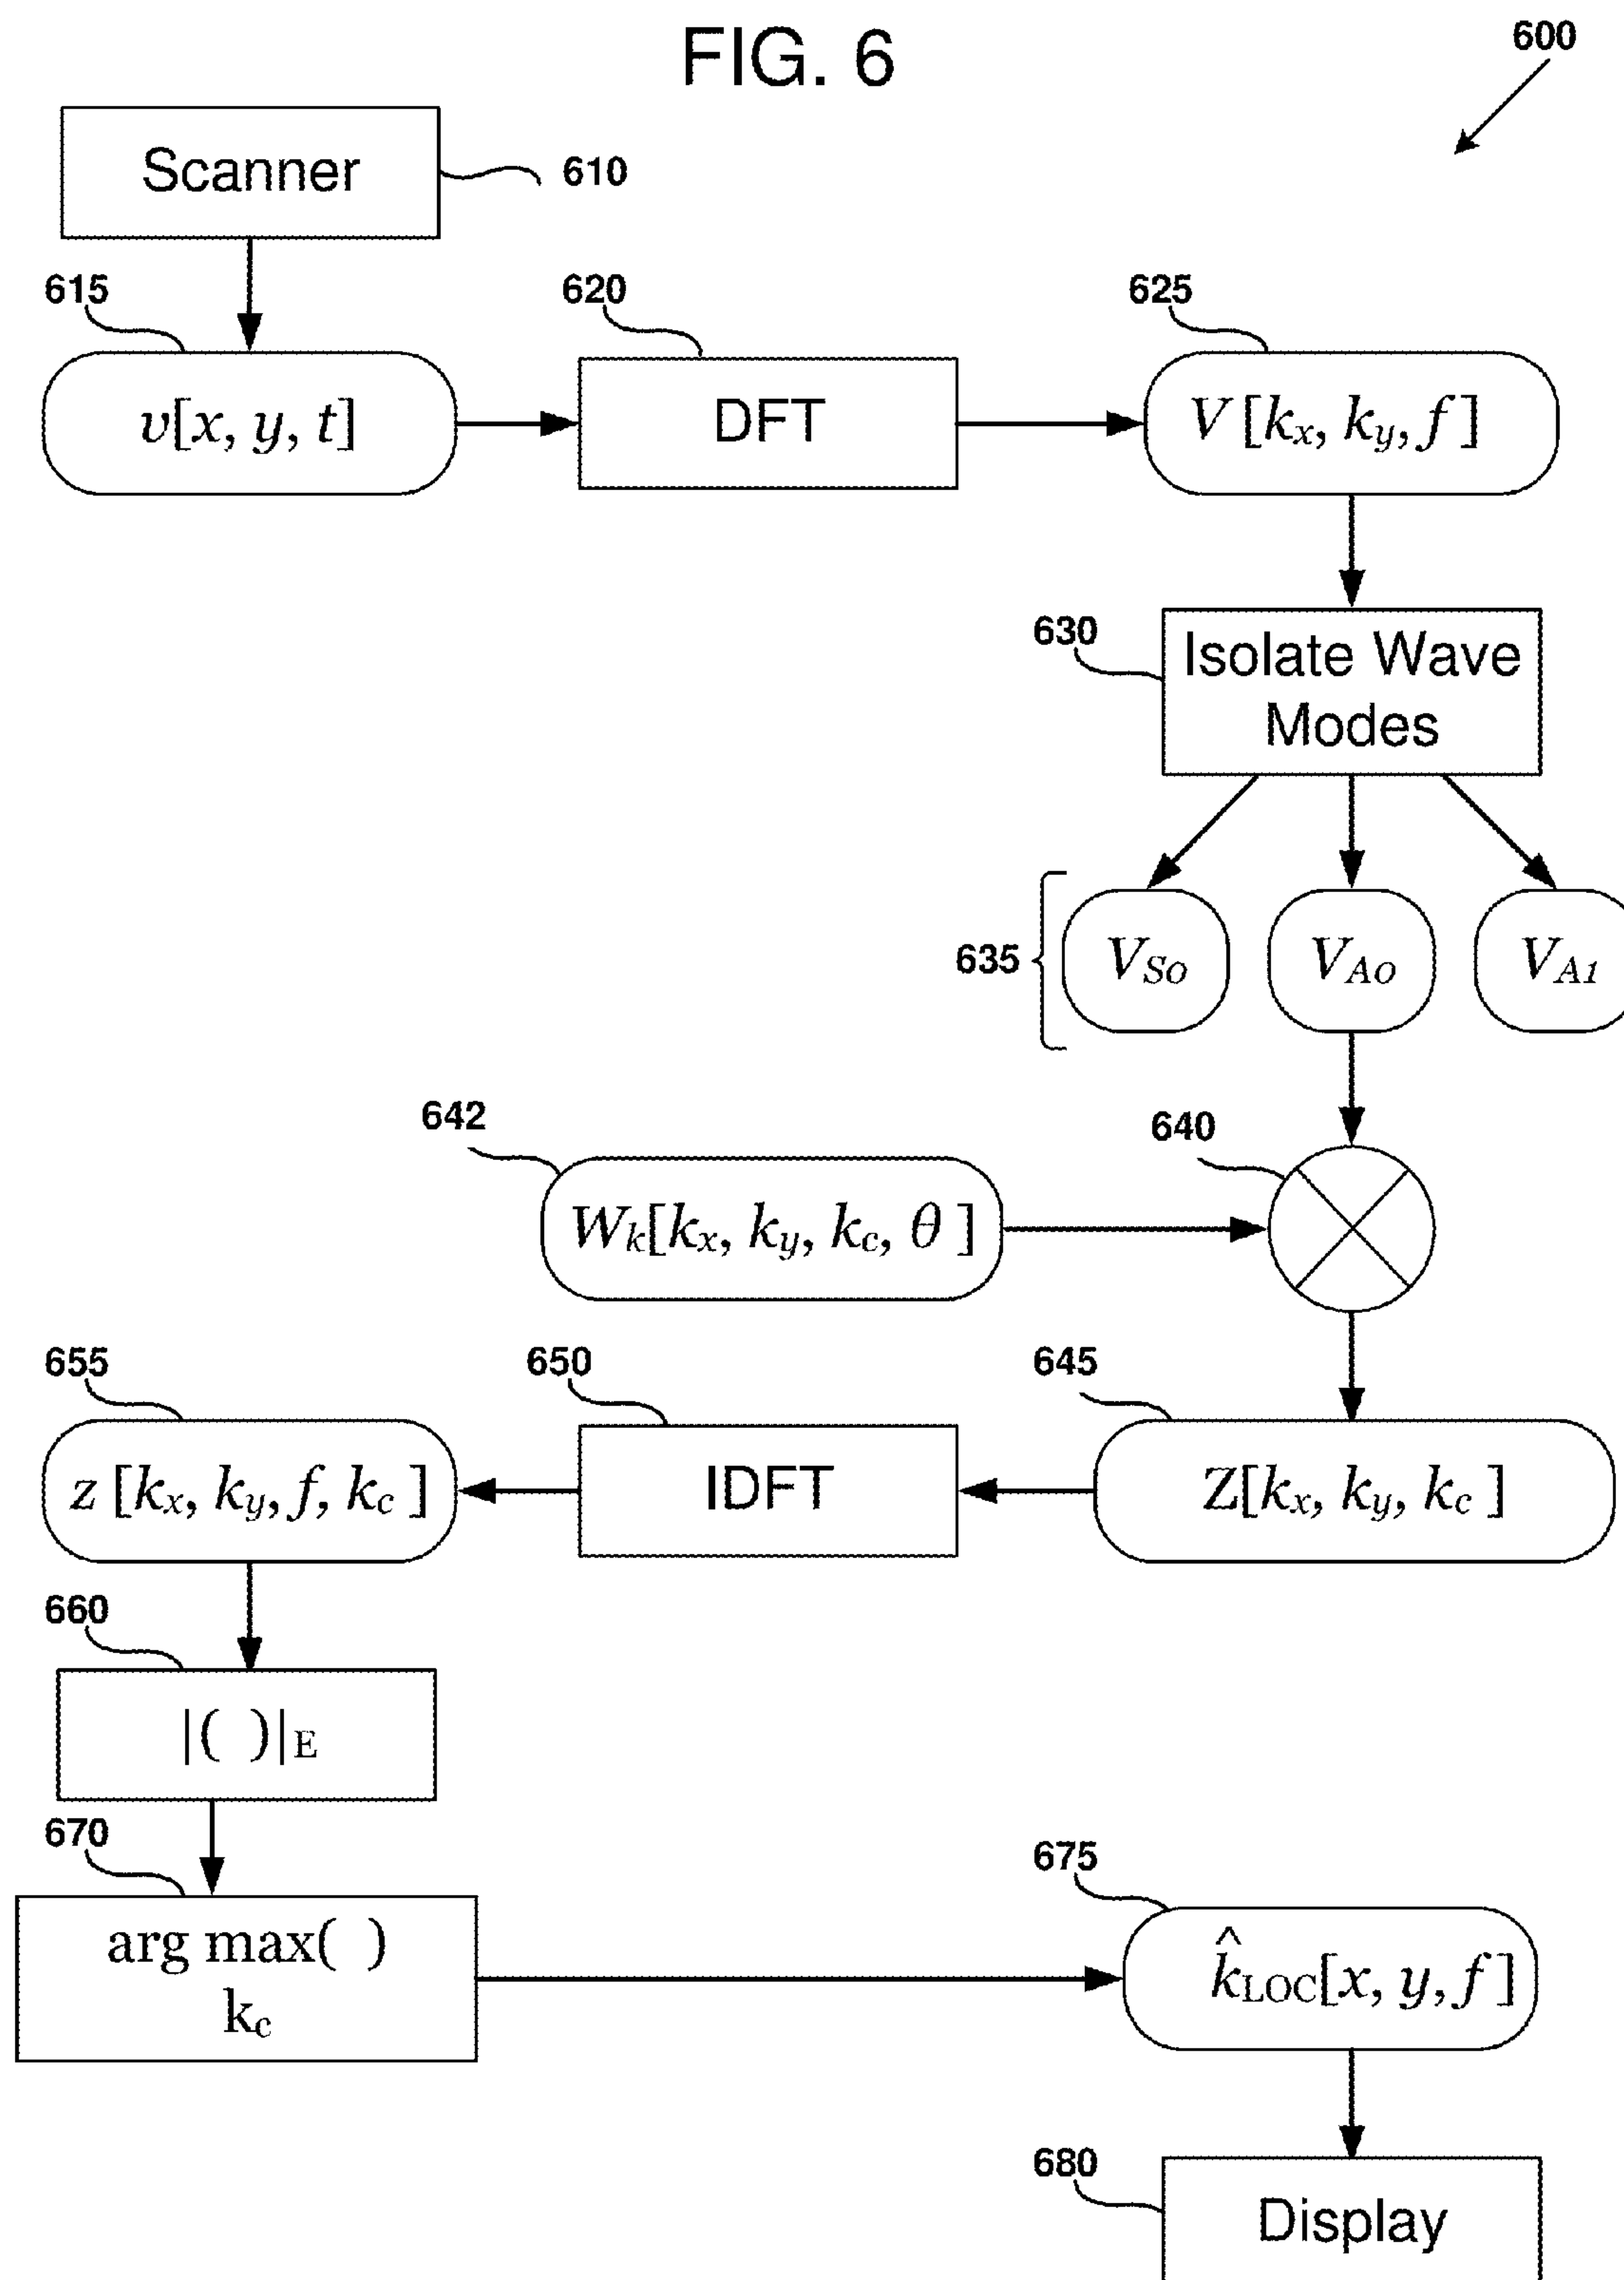 FIG. 6
600
Scanner
610
615
620
625
v[x, y, t]
DFT
V [kx, ky, f ]
630
Isolate Wave
Modes
635
VSo
VAo
VA1
642
640
Wk[kx, ky, kc, θ ]
655
650
645
z [kx, ky, f, kc ]
IDFT
Z[kx, ky, kc ]
660
|( )|E
670
arg max( )
kc
675
k̂LOC[x, y, f ]
680
Display